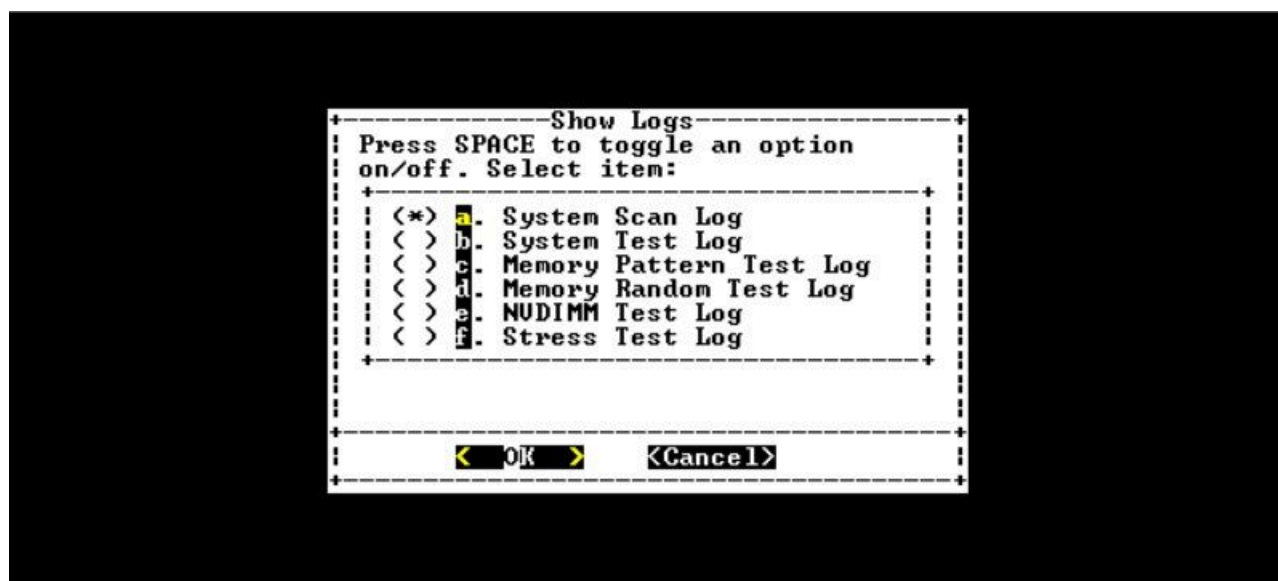 Show Logs
Press SPACE to toggle an option
on/off. Select item:
(*) a. System Scan Log
( ) b. System Test Log
( ) c. Memory Pattern Test Log
( ) d. Memory Random Test Log
( ) e. NVDIMM Test Log
( ) f. Stress Test Log
< OK > <Cancel>